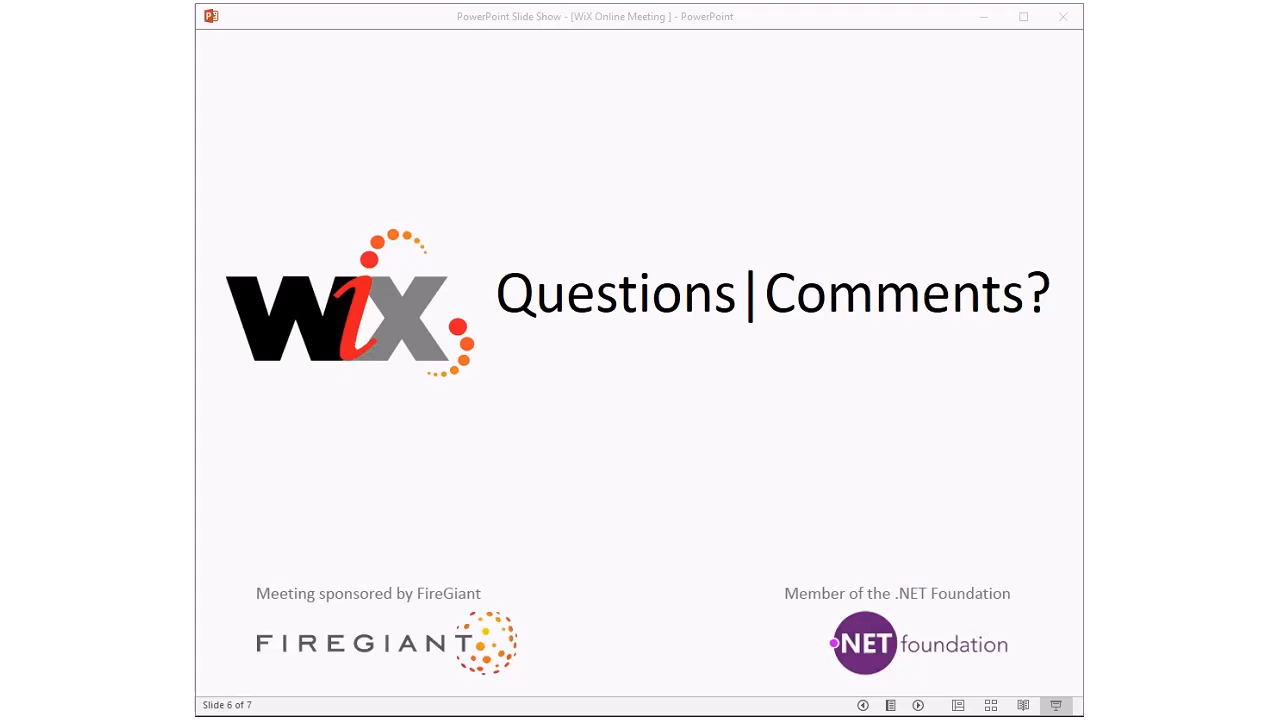 PowerPoint Slide Show - [WiX Online Meeting ] - PowerPoint
WiX
Questions|Comments?
Meeting sponsored by FireGiant
FIREGIANT
Member of the .NET Foundation
.NET foundation
Slide 6 of 7